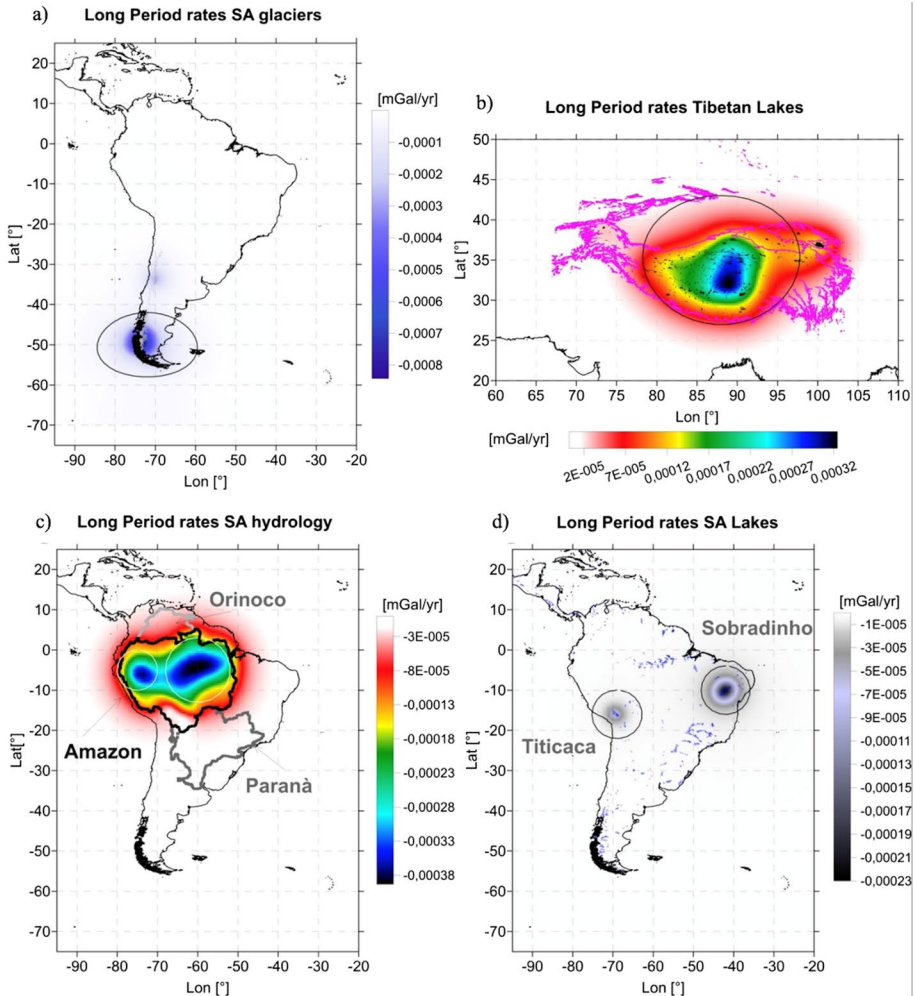 a)
Long Period rates SA glaciers
[mGal/yr]
20
10
0
-10
-20
-30
-40
-50
-60
-70
Lat [°]
-0,0001
-0,0002
-0,0003
-0,0004
-0,0005
-0,0006
-0,0007
-0,0008
-90 -80 -70 -60 -50 -40 -30 -20
Lon [°]
b)
Long Period rates Tibetan Lakes
50
45
40
35
30
25
20
Lat [°]
60 65 70 75 80 85 90 95 100 105 110
Lon [°]
[mGal/yr]
2E-005 7E-005 0,00012 0,00017 0,00022 0,00027 0,00032
c)
Long Period rates SA hydrology
[mGal/yr]
20
10
0
-10
-20
-30
-40
-50
-60
-70
Lat[°]
Orinoco
Amazon
Paranà
-3E-005
-8E-005
-0,00013
-0,00018
-0,00023
-0,00028
-0,00033
-0,00038
-90 -80 -70 -60 -50 -40 -30 -20
Lon [°]
d)
Long Period rates SA Lakes
[mGal/yr]
20
10
0
-10
-20
-30
-40
-50
-60
-70
Lat [°]
Sobradinho
Titicaca
-1E-005
-3E-005
-5E-005
-7E-005
-9E-005
-0,00011
-0,00013
-0,00015
-0,00017
-0,00019
-0,00021
-0,00023
-90 -80 -70 -60 -50 -40 -30 -20
Lon [°]